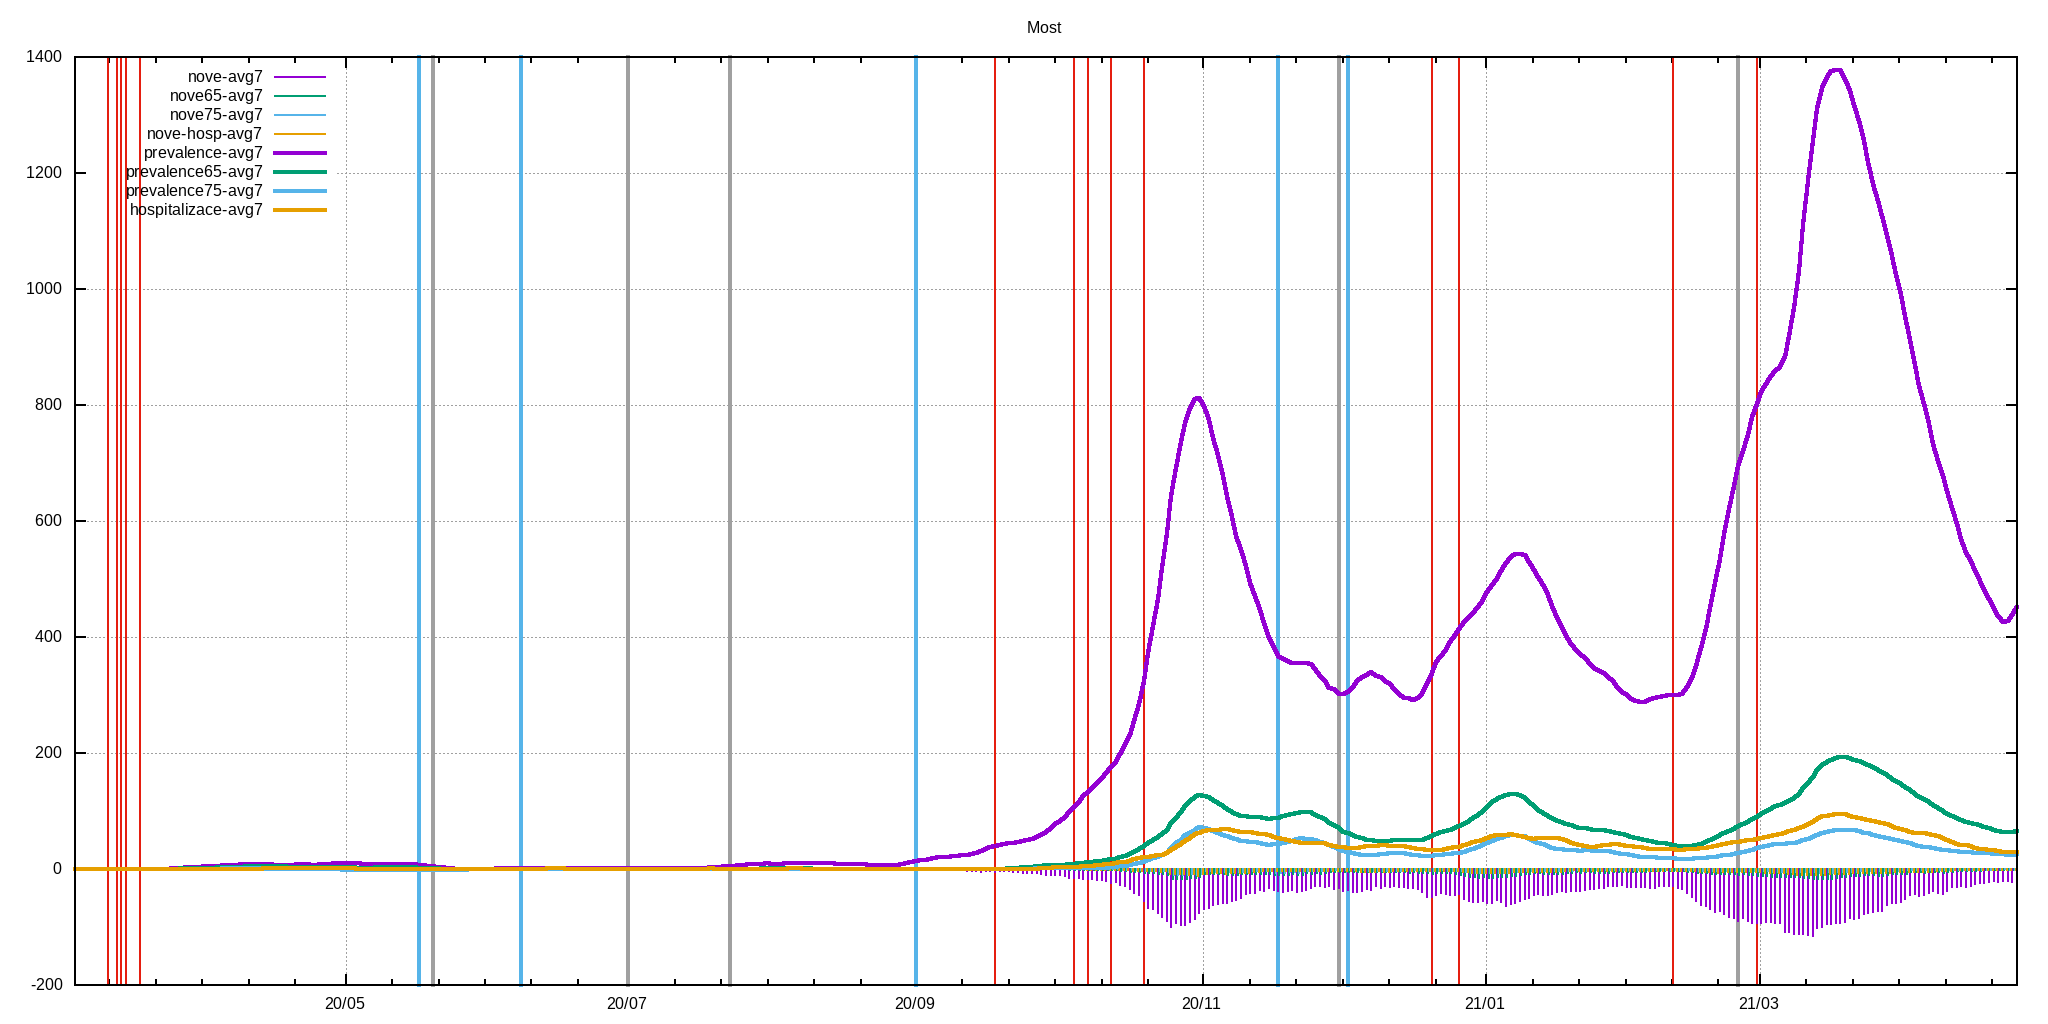 Most
1400
1200
1000
800
600
400
200
0
-200
nove-avg7
nove65-avg7
nove75-avg7
nove-hosp-avg7
prevalence-avg7
prevalence65-avg7
prevalence75-avg7
hospitalizace-avg7
20/05
20/07
20/09
20/11
21/01
21/03